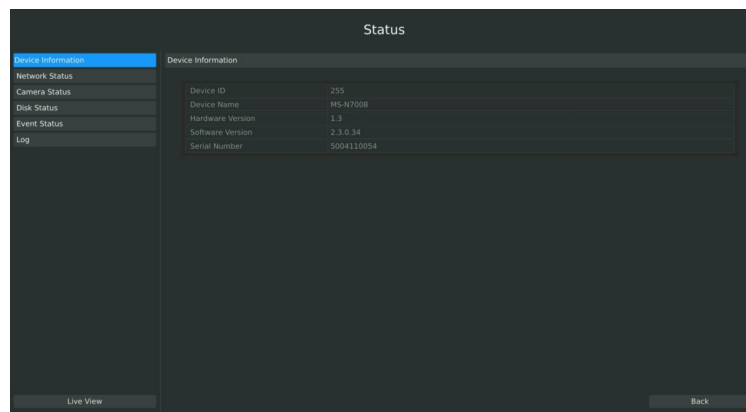 Status
Device Information
Network Status
Camera Status
Disk Status
Event Status
Log
Device Information
Device ID 255
Device Name MS-N7008
Hardware Version 1.3
Software Version 2.3.0.34
Serial Number 5004110054
Live View
Back